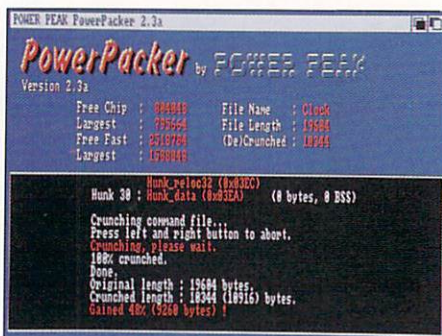 POWER PEAK PowerPacker 2.3a
PowerPacker by POWER PEAK
Version 2.3a
Free Chip : 804848 File Name : Clock
Largest : 795664 File Length : 19604
Free Fast : 2510784 (De)Crunched : 10344
Largest :
Hunk_reloc32 (0x03EC)
Hunk 30 : Hunk_data (0x03EA) (0 bytes, 0 BSS)
Crunching command file...
Press left and right button to abort.
Crunching, please wait.
100% crunched.
Done.
Original length : 19604 bytes.
Crunched length : 10344 (10916) bytes.
Gained 48% (9260 bytes) !